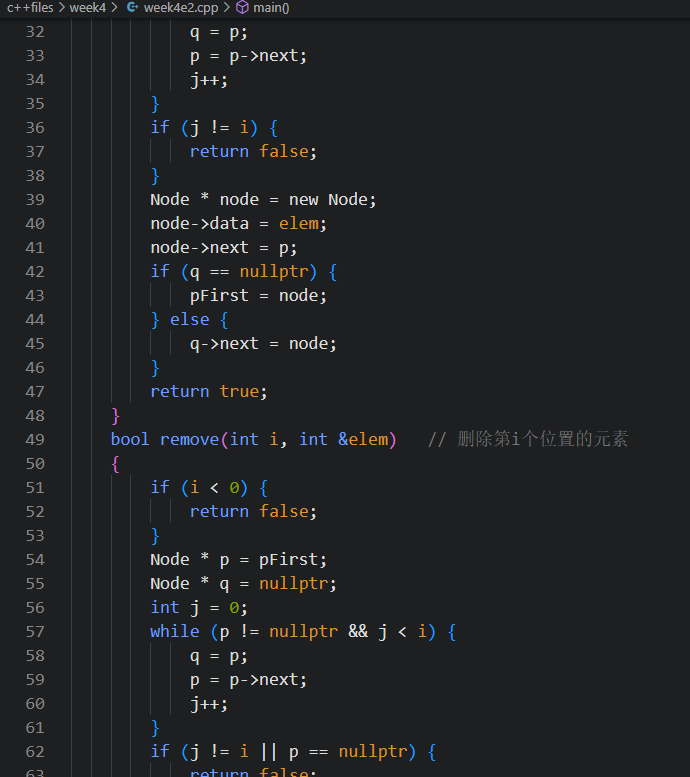 c++files > week4 > week4e2.cpp > main()
32 q = p;
33 p = p->next;
34 j++;
35 }
36 if (j != i) {
37 return false;
38 }
39 Node * node = new Node;
40 node->data = elem;
41 node->next = p;
42 if (q == nullptr) {
43 pFirst = node;
44 } else {
45 q->next = node;
46 }
47 return true;
48 }
49 bool remove(int i, int &elem) // 删除第i个位置的元素
50 {
51 if (i < 0) {
52 return false;
53 }
54 Node * p = pFirst;
55 Node * q = nullptr;
56 int j = 0;
57 while (p != nullptr && j < i) {
58 q = p;
59 p = p->next;
60 j++;
61 }
62 if (j != i || p == nullptr) {
63 return false;